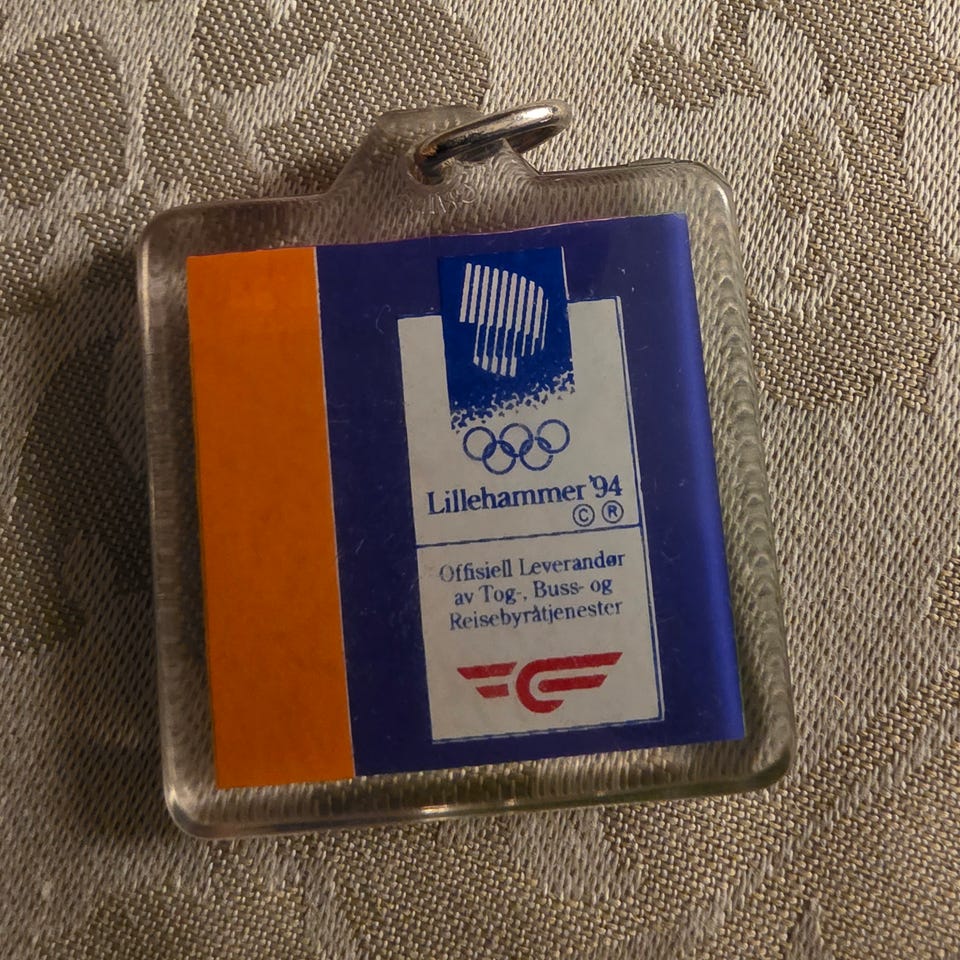 Lillehammer '94
© ®
Offisiell Leverandør
av Tog-, Buss- og
Reisebyråtjenester